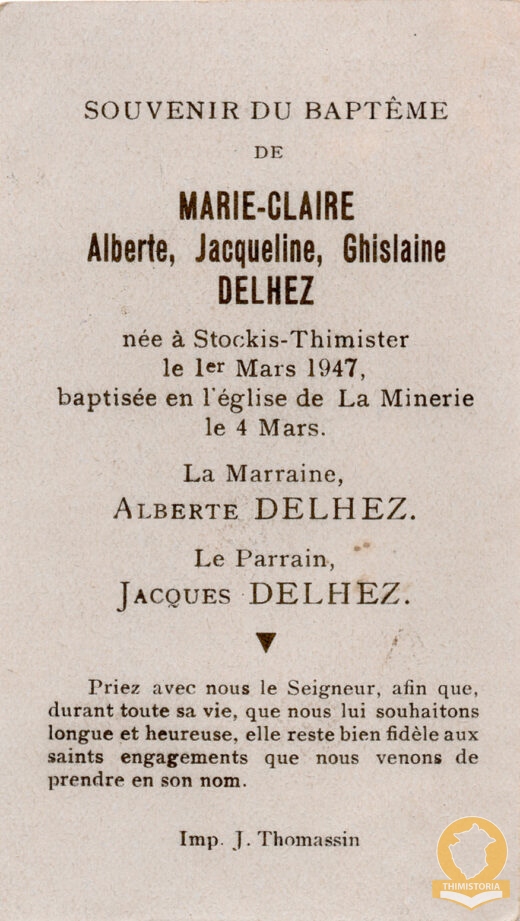 SOUVENIR DU BAPTÊME
DE
MARIE-CLAIRE
Alberte, Jacqueline, Ghislaine
DELHEZ
née à Stockis-Thimister
le 1er Mars 1947,
baptisée en l'église de La Minerie
le 4 Mars.
La Marraine,
ALBERTE DELHEZ.
Le Parrain,
JACQUES DELHEZ.
Priez avec nous le Seigneur, afin que,
durant toute sa vie, que nous lui souhaitons
longue et heureuse, elle reste bien fidèle aux
saints engagements que nous venons de
prendre en son nom.
Imp. J. Thomassin
THIMISTORIA